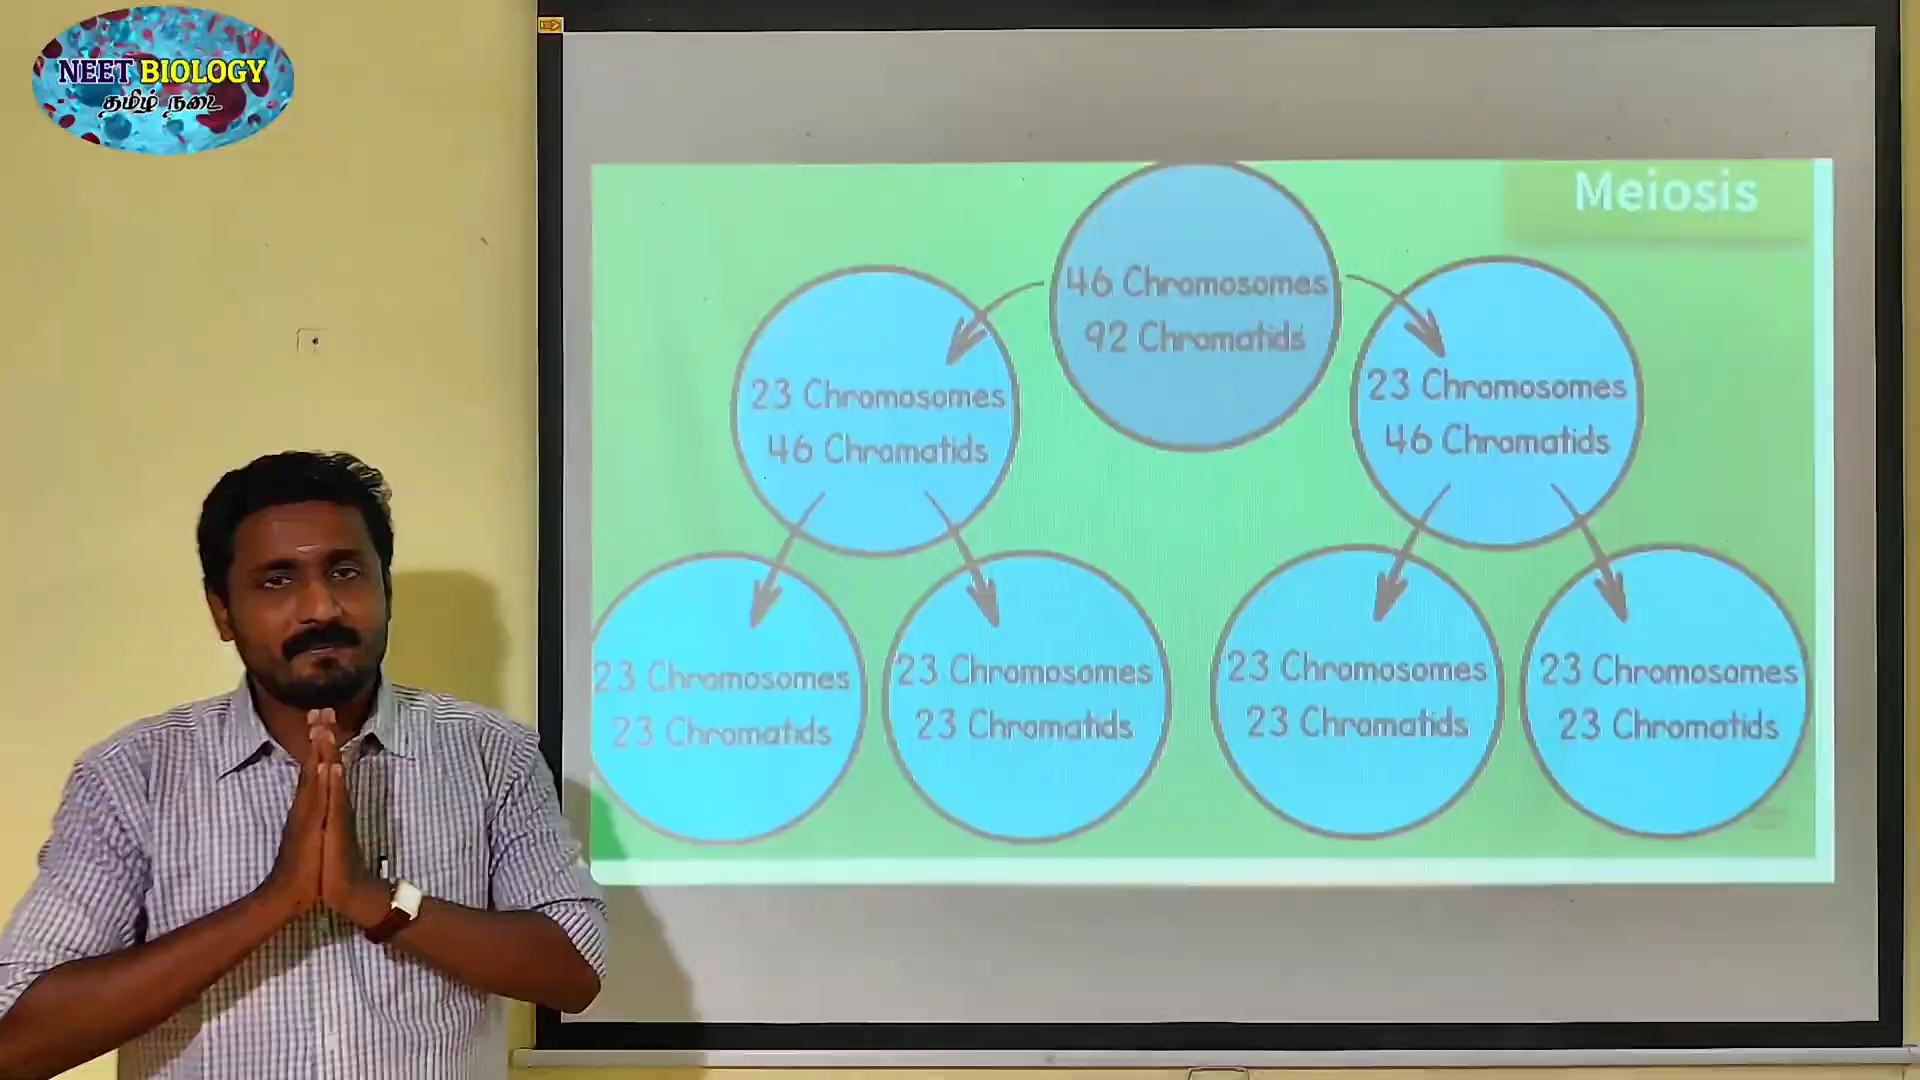 NEET BIOLOGY
தமிழ் நடை
Meiosis
46 Chromosomes
92 Chromatids
23 Chromosomes
46 Chromatids
23 Chromosomes
46 Chromatids
23 Chromosomes
23 Chromatids
23 Chromosomes
23 Chromatids
23 Chromosomes
23 Chromatids
23 Chromosomes
23 Chromatids